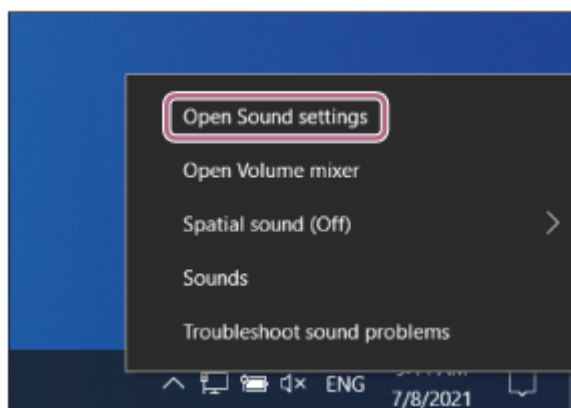 Open Sound settings
Open Volume mixer
Spatial sound (Off)
Sounds
Troubleshoot sound problems
ENG
7/8/2021